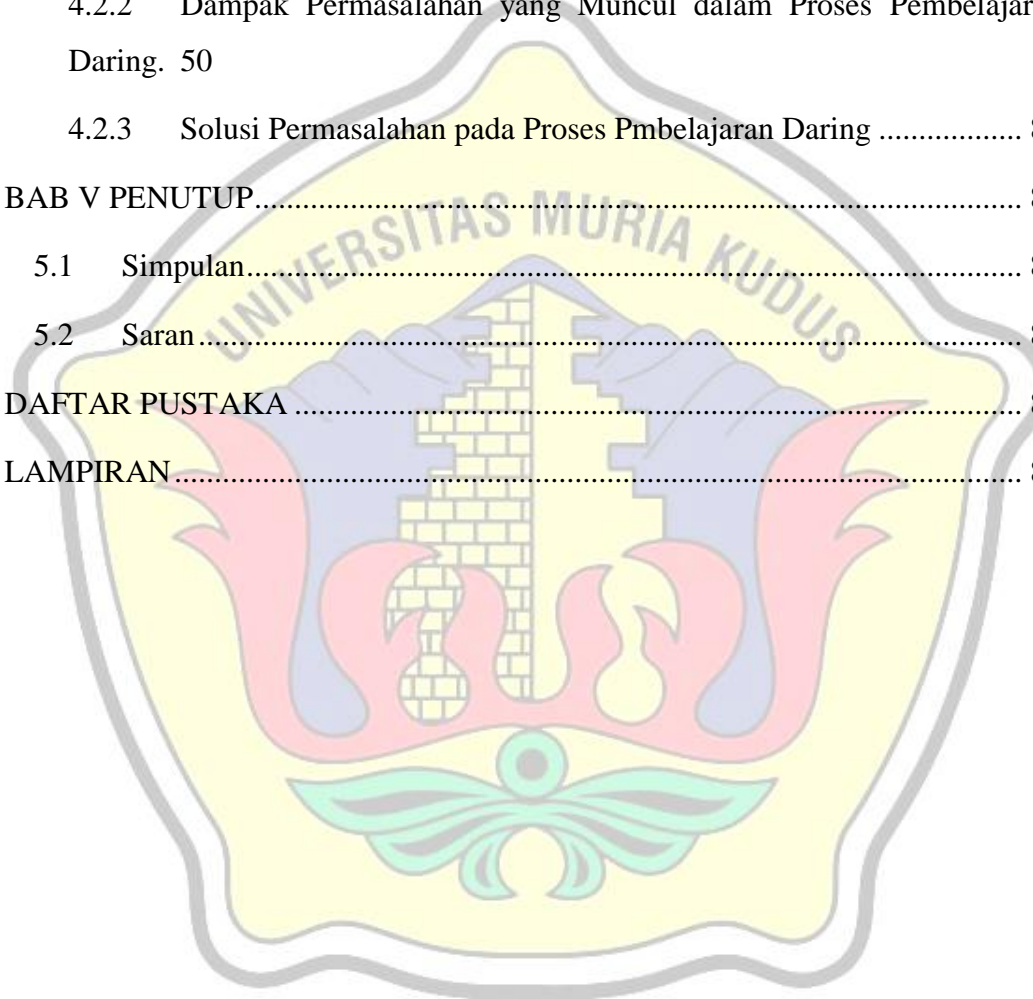 4.2.2 Dampak Permasalahan yang Muncul dalam Proses
Daring. 50
4.2.3 Solusi Permasalahan pada Proses Pmbelajaran Daring ................
BAB V PENUTUP................
5.1 Simpulan................
5.2 Saran ................
DAFTAR PUSTAKA ................
LAMPIRAN ................
UNIVERSITAS MURIA KUDUS